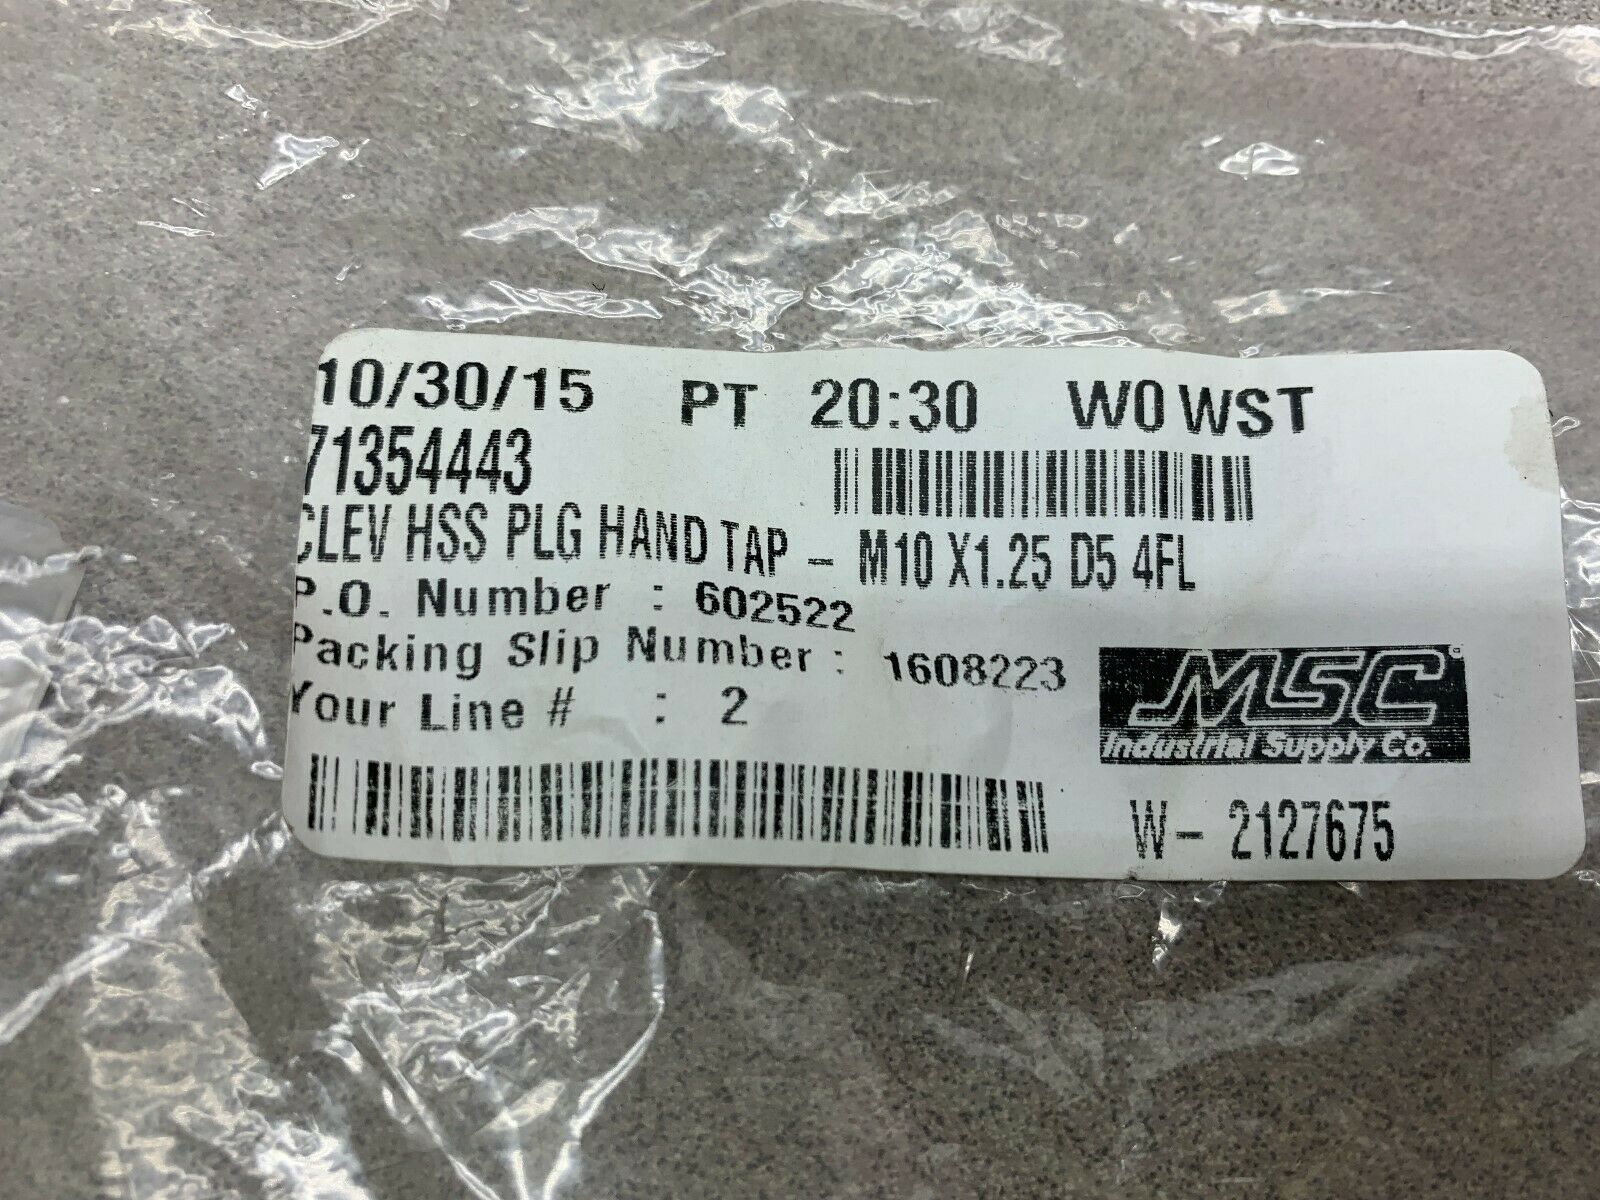 10/30/15 PT 20:30 W0 WST
71354443
CLEV HSS PLG HAND TAP - M10 X1.25 D5 4FL
P.O. Number : 602522
Packing Slip Number : 1608223
Your Line # : 2
MSC
Industrial Supply Co.
W- 2127675